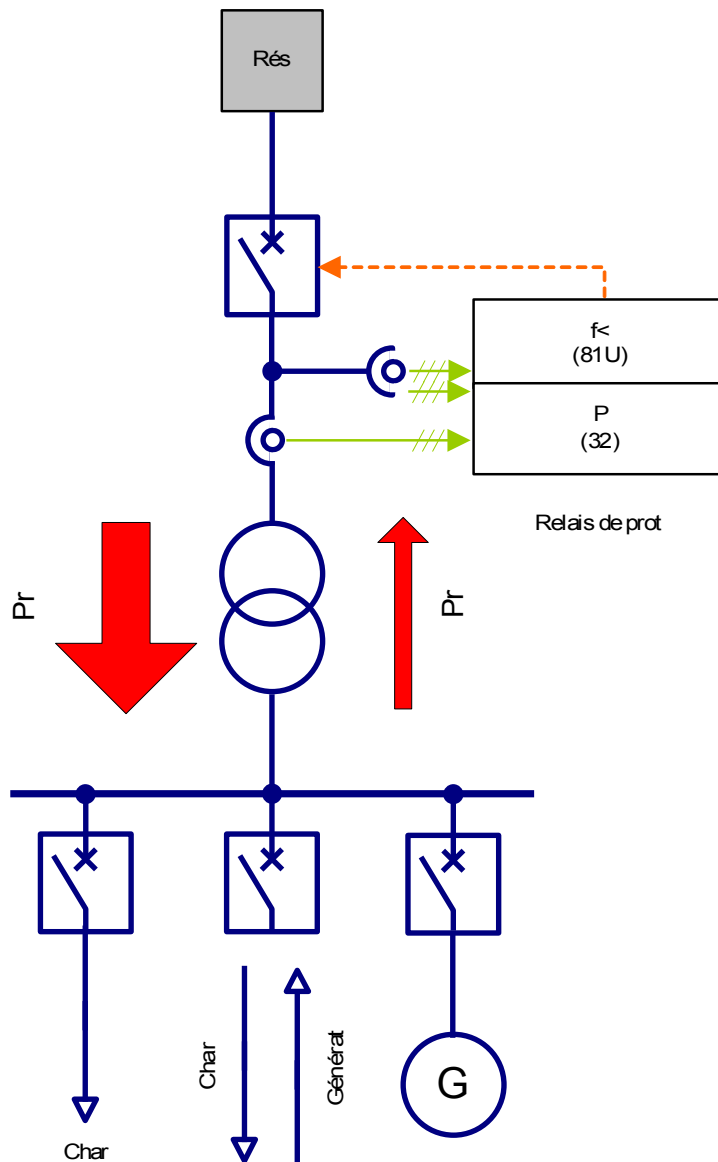 Rés
f<
(81U)
P
(32)
Relais de prot
Pr
Pr
Char
Générat
G
Char